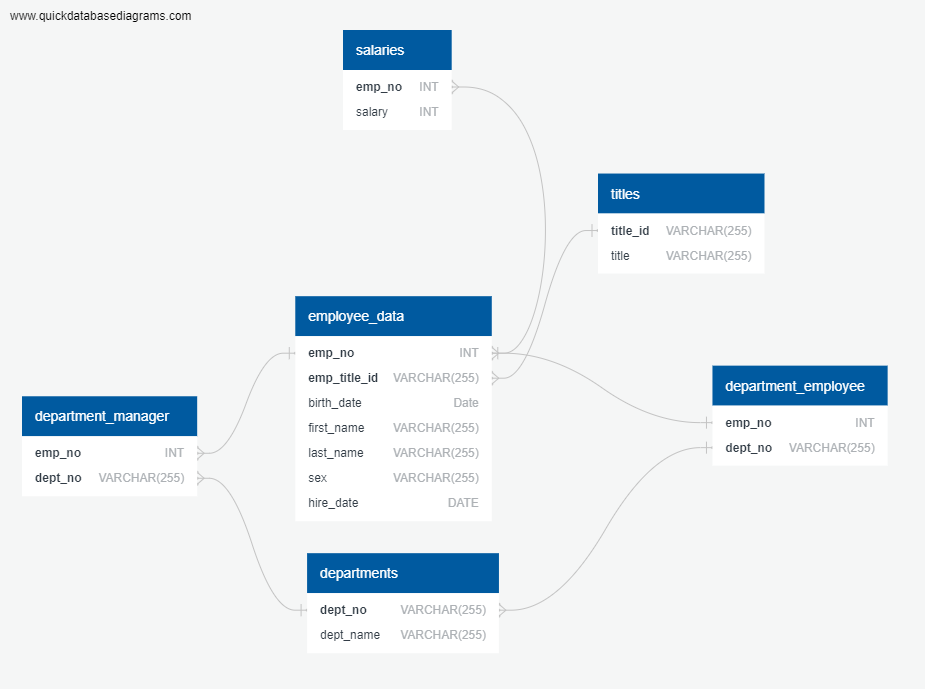 www.quickdatabasediagrams.com
salaries
emp_no INT
salary INT
titles
title_id VARCHAR(255)
title VARCHAR(255)
employee_data
emp_no INT
emp_title_id VARCHAR(255)
birth_date Date
first_name VARCHAR(255)
last_name VARCHAR(255)
sex VARCHAR(255)
hire_date DATE
department_employee
emp_no INT
dept_no VARCHAR(255)
department_manager
emp_no INT
dept_no VARCHAR(255)
departments
dept_no VARCHAR(255)
dept_name VARCHAR(255)